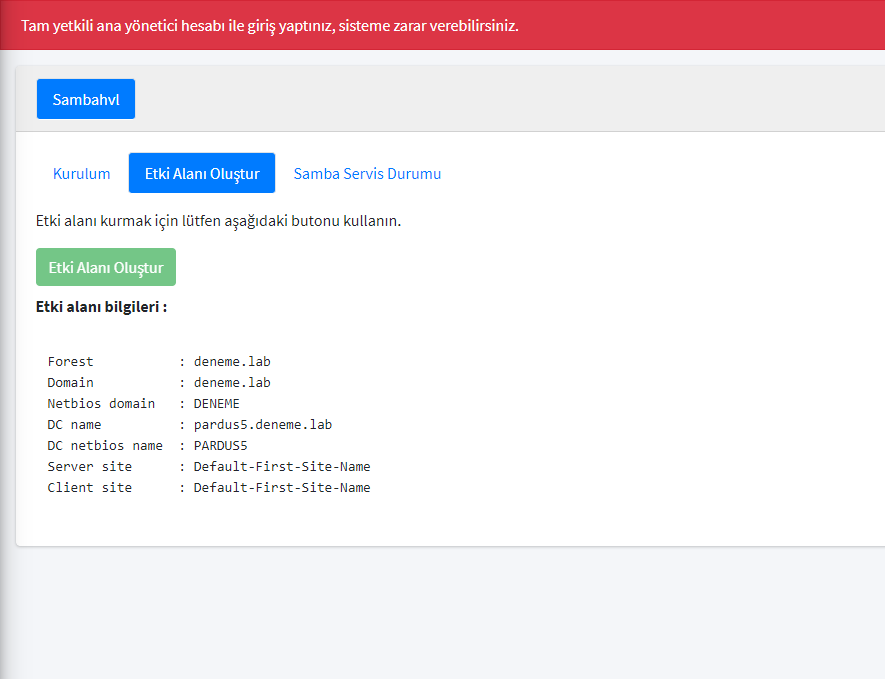 Tam yetkili ana yönetici hesabı ile giriş yaptınız, sisteme zarar verebilirsiniz.
Sambahvl
Kurulum Etki Alanı Oluştur Samba Servis Durumu
Etki alanı kurmak için lütfen aşağıdaki butonu kullanın.
Etki Alanı Oluştur
Etki alanı bilgileri :
Forest : deneme.lab
Domain : deneme.lab
Netbios domain : DENEME
DC name : pardus5.deneme.lab
DC netbios name : PARDUS5
Server site : Default-First-Site-Name
Client site : Default-First-Site-Name